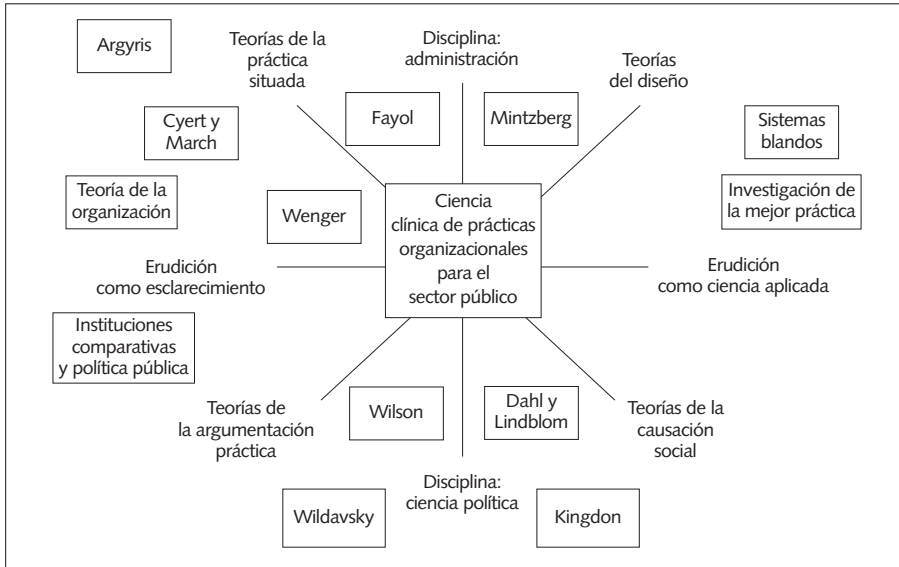 Argyris
Teorías de la
práctica
situada
Disciplina:
administración
Teorías
del diseño
Cyert y
March
Fayol
Mintzberg
Sistemas
blandos
Teoría de la
organización
Wenger
Ciencia
clínica de prácticas
organizacionales
para el
sector público
Investigación de
la mejor práctica
Erudición
como esclarecimiento
Erudición
como ciencia aplicada
Instituciones
comparativas
y política pública
Teorías de
la argumentación
práctica
Wilson
Dahl y
Lindblom
Teorías de la
causación
social
Disciplina:
ciencia política
Wildavsky
Kingdon